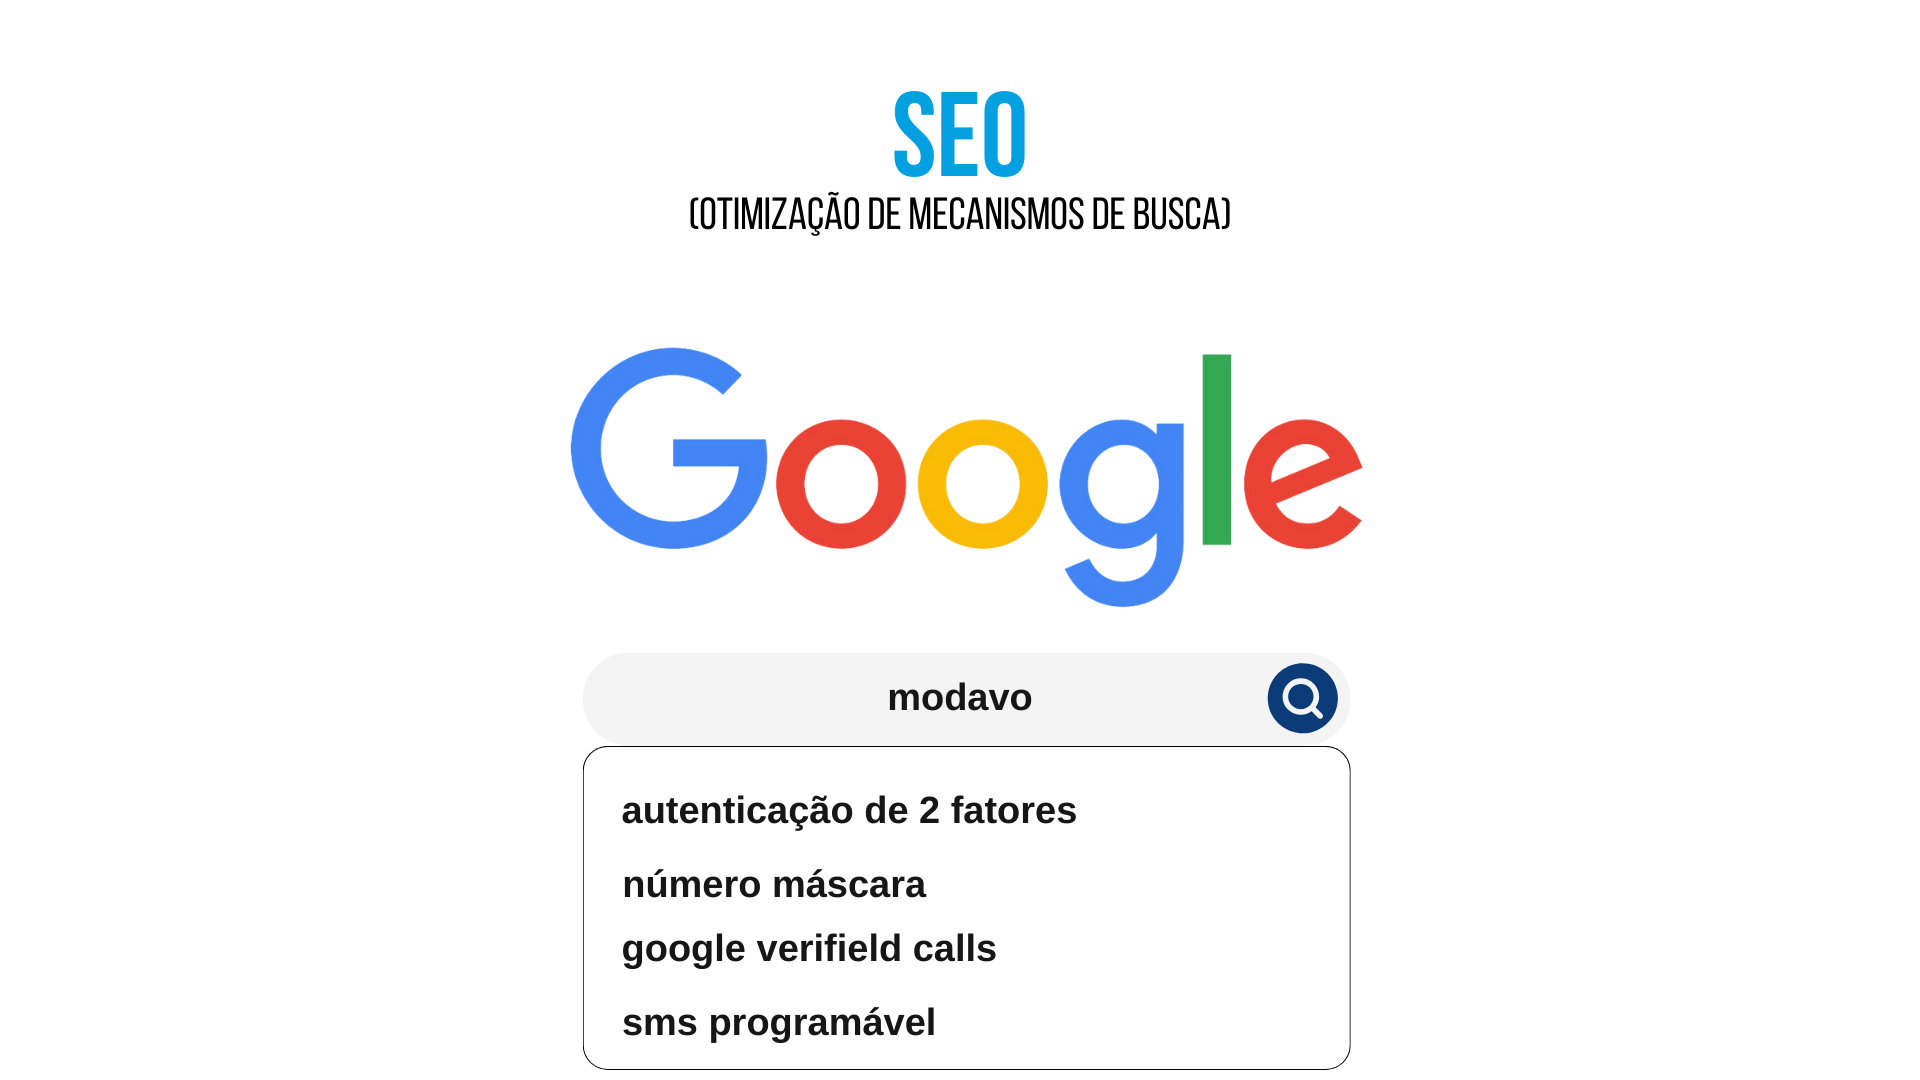 SEO
(OTIMIZAÇÃO DE MECANISMOS DE BUSCA)
Google
modavo
autenticação de 2 fatores
número máscara
google verifield calls
sms programável